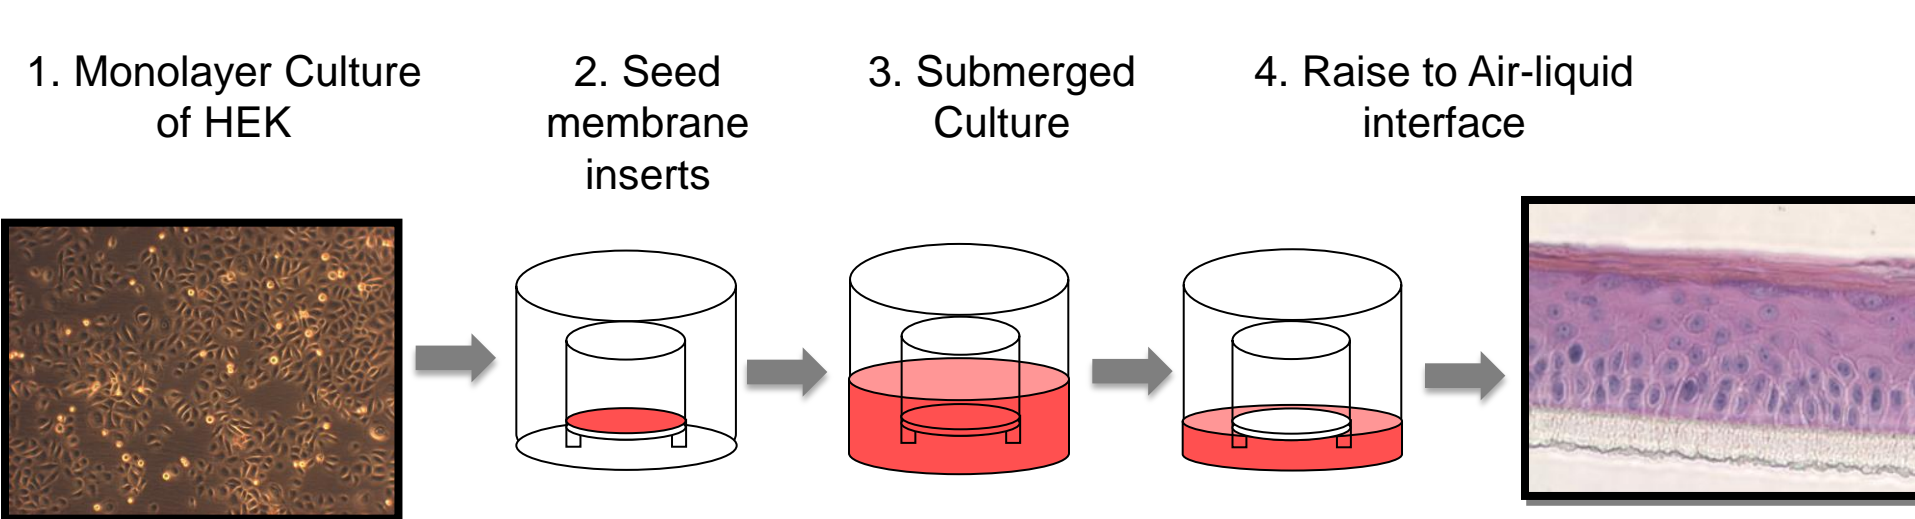 1. Monolayer Culture
of HEK
2. Seed
membrane
inserts
3. Submerged
Culture
4. Raise to Air-liquid
interface